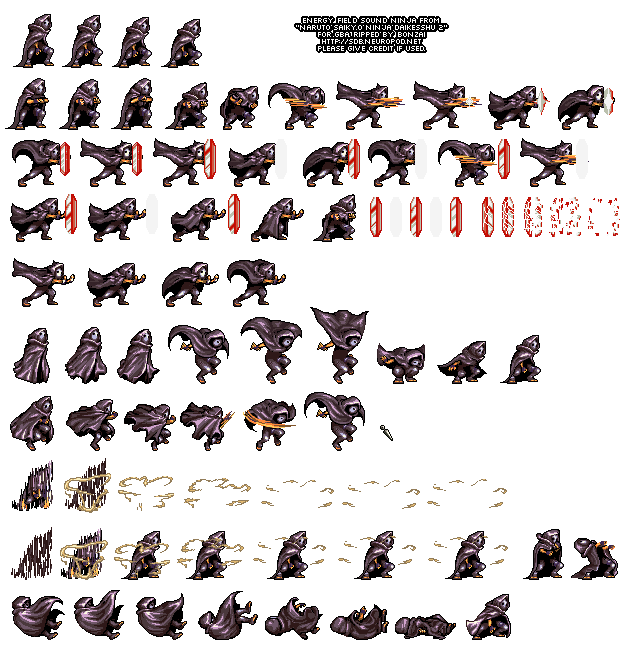 ENERGY FIELD SOUND NINJA FROM
"NARUTO SAIKYO NINJA DAIKESSHU 2"
FOR GBA! RIPPED BY BONZAI
HTTP://SDB.NEUROPOD.NET
PLEASE GIVE CREDIT IF USED.